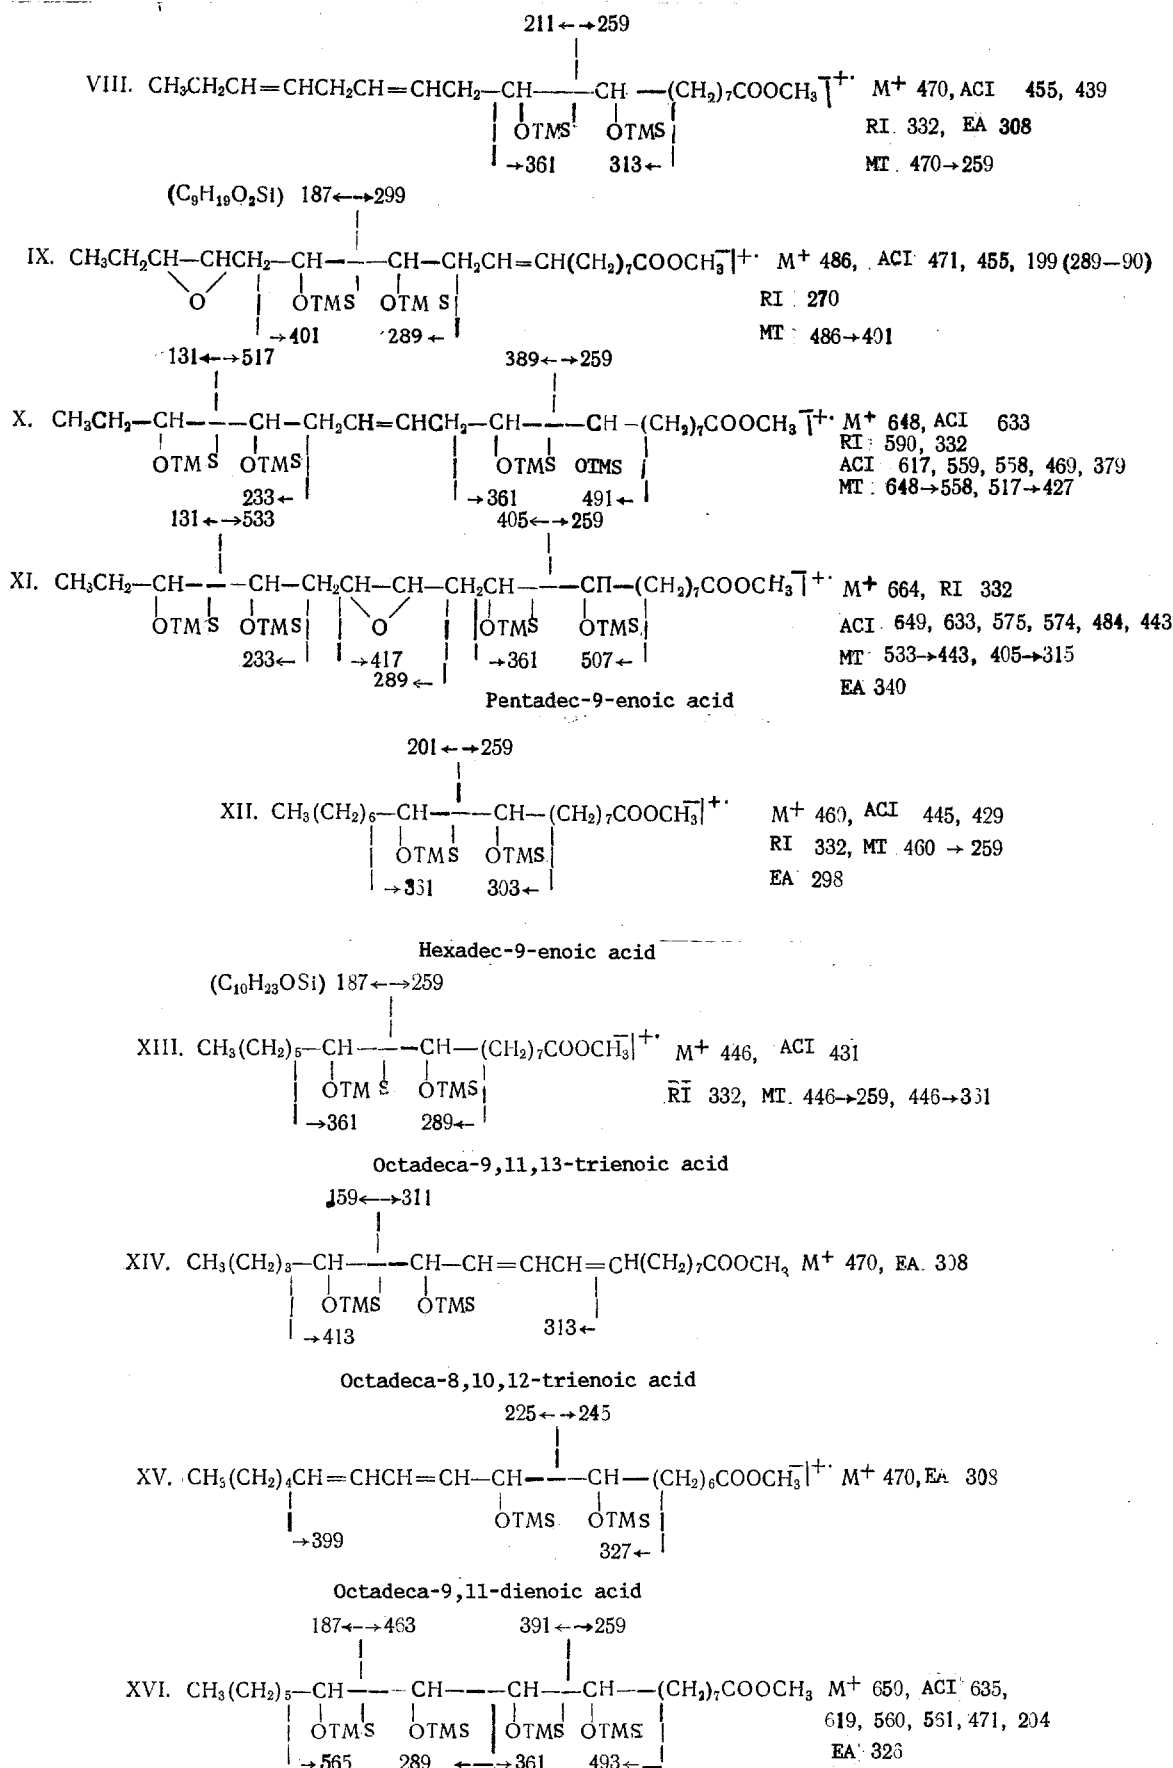 211←→259
VIII. CH₃CH₂CH=CHCH₂CH=CHCH₂—CH——CH—(CH₂)₇COOCH₃⎤⁺· M⁺ 470, ACI 455, 439
OTMS OTMS RI. 332, EA 308
→361 313← MT. 470→259
(C₉H₁₉O₂Si) 187←→299
IX. CH₃CH₂CH—CHCH₂—CH——CH—CH₂CH=CH(CH₂)₇COOCH₃⎤⁺· M⁺ 486, ACI 471, 455, 199 (289—90)
O OTMS OTMS RI : 270
→401 289← MT : 486→401
131←→517 389←→259
X. CH₃CH₂—CH——CH—CH₂CH=CHCH₂—CH——CH—(CH₂)₇COOCH₃⎤⁺· M⁺ 648, ACI 633
RI: 590, 332
OTMS OTMS OTMS OTMS ACI 617, 559, 558, 469, 379
233← →361 491← MT: 648→558, 517→427
131←→533 405←→259
XI. CH₃CH₂—CH——CH—CH₂CH—CH—CH₂CH——CH—(CH₂)₇COOCH₃⎤⁺· M⁺ 664, RI 332
OTMS OTMS O OTMS OTMS ACI. 649, 633, 575, 574, 484, 443
233← →417 →361 507← MT 533→443, 405→315
289← EA 340
Pentadec-9-enoic acid
201←→259
XII. CH₃(CH₂)₆—CH——CH—(CH₂)₇COOCH₃⎤⁺· M⁺ 460, ACI 445, 429
OTMS OTMS RI 332, MT 460 → 259
→361 303← EA 298
Hexadec-9-enoic acid
(C₁₀H₂₃OSi) 187←→259
XIII. CH₃(CH₂)₅—CH——CH—(CH₂)₇COOCH₃⎤⁺· M⁺ 446, ACI 431
OTMS OTMS RI 332, MT. 446→259, 446→361
→361 289←
Octadeca-9,11,13-trienoic acid
159←→311
XIV. CH₃(CH₂)₃—CH——CH—CH=CHCH=CH(CH₂)₇COOCH₃ M⁺ 470, EA. 308
OTMS OTMS
→413 313←
Octadeca-8,10,12-trienoic acid
225←→245
XV. CH₃(CH₂)₄CH=CHCH=CH—CH——CH—(CH₂)₆COOCH₃⎤⁺· M⁺ 470, EA 308
OTMS OTMS
→399 327←
Octadeca-9,11-dienoic acid
187←→463 391←→259
XVI. CH₃(CH₂)₅—CH——CH——CH——CH—(CH₂)₇COOCH₃ M⁺ 650, ACI 635,
OTMS OTMS OTMS OTMS 619, 560, 561, 471, 204
→565 289 ←→361 493← EA 326